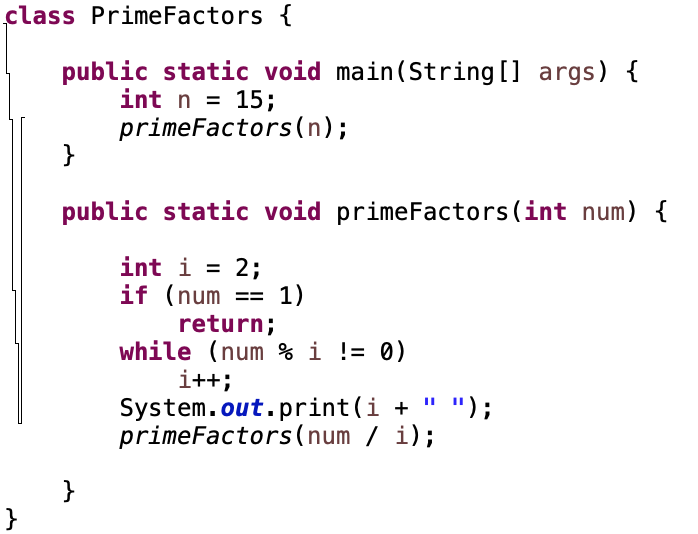 class PrimeFactors {
public static void main(String[] args) {
int n = 15;
primeFactors(n);
}
public static void primeFactors(int num) {
int i = 2;
if (num == 1)
return;
while (num % i != 0)
i++;
System.out.print(i + " ");
primeFactors(num / i);
}
}